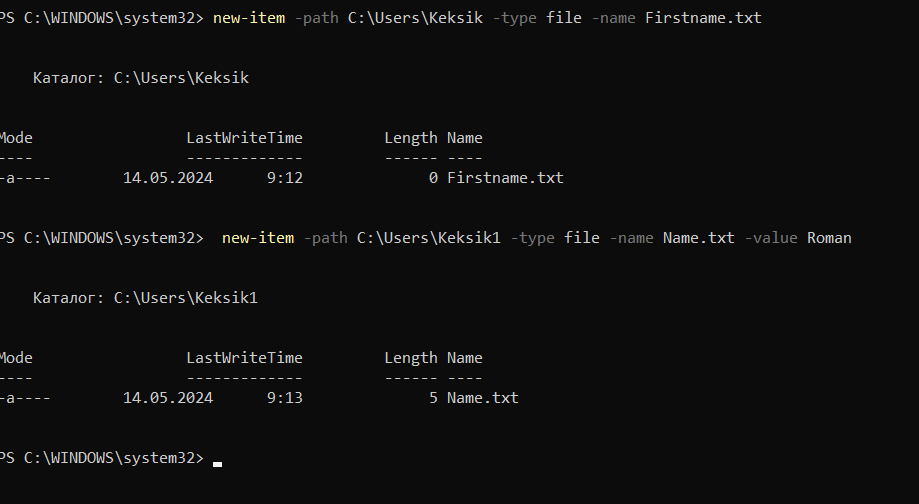 PS C:\WINDOWS\system32> new-item -path C:\Users\Keksik -type file -name Firstname.txt
Каталог: C:\Users\Keksik
Mode LastWriteTime Length Name
---- ------------- ------ ----
-a---- 14.05.2024 9:12 0 Firstname.txt
PS C:\WINDOWS\system32> new-item -path C:\Users\Keksik1 -type file -name Name.txt -value Roman
Каталог: C:\Users\Keksik1
Mode LastWriteTime Length Name
---- ------------- ------ ----
-a---- 14.05.2024 9:13 5 Name.txt
PS C:\WINDOWS\system32>